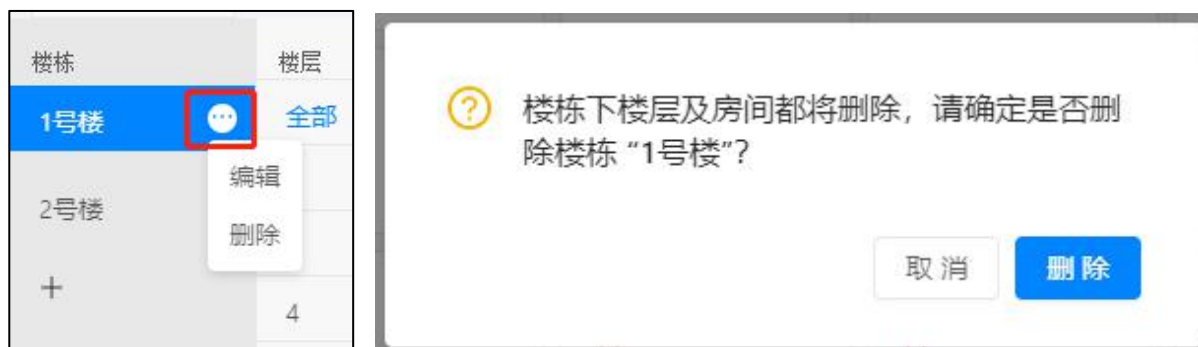 楼栋
楼层
1号楼
全部
编辑
2号楼
删除
+
4
楼栋下楼层及房间都将删除，请确定是否删
除楼栋 “1号楼”?
取 消
删 除